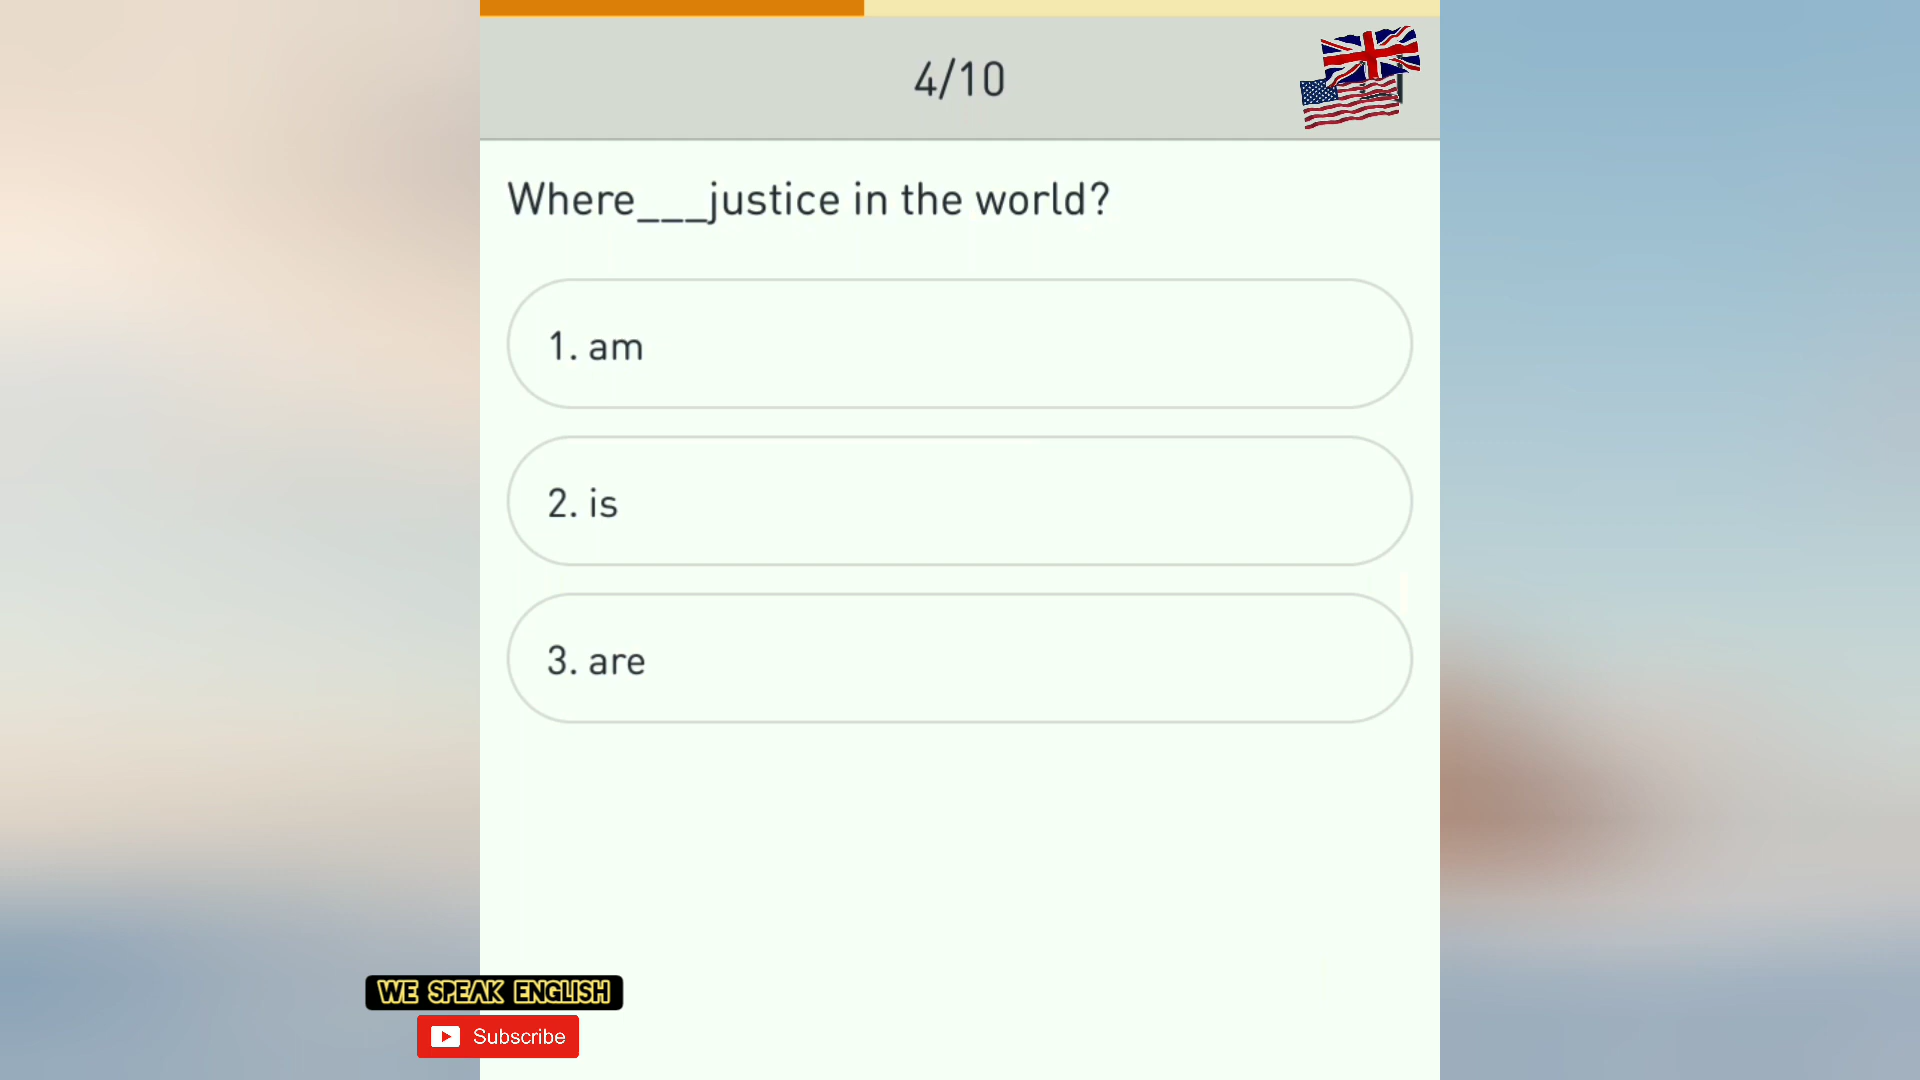 4/10
Where___justice in the world?
1. am
2. is
3. are
WE SPEAK ENGLISH
Subscribe